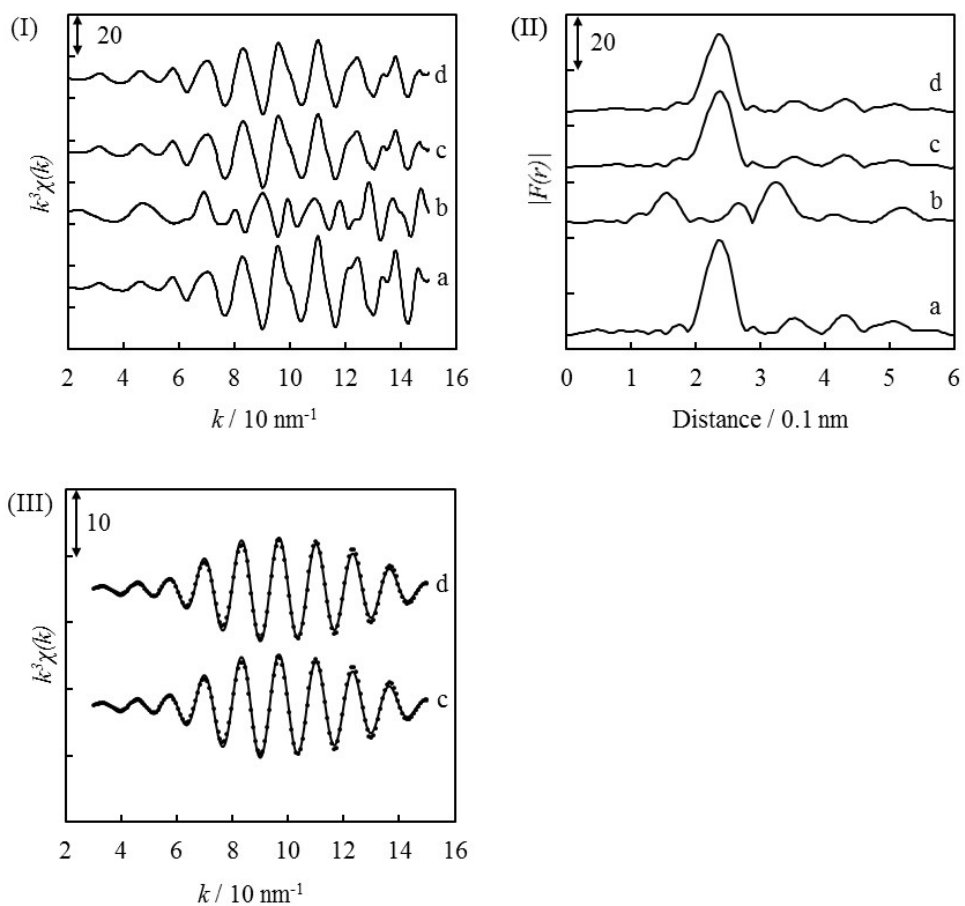 (I)
20
d
c
b
a
k³χ(k)
2 4 6 8 10 12 14 16
k / 10 nm⁻¹
(II)
20
d
c
b
a
|F(r)|
0 1 2 3 4 5 6
Distance / 0.1 nm
(III)
10
d
c
k³χ(k)
2 4 6 8 10 12 14 16
k / 10 nm⁻¹